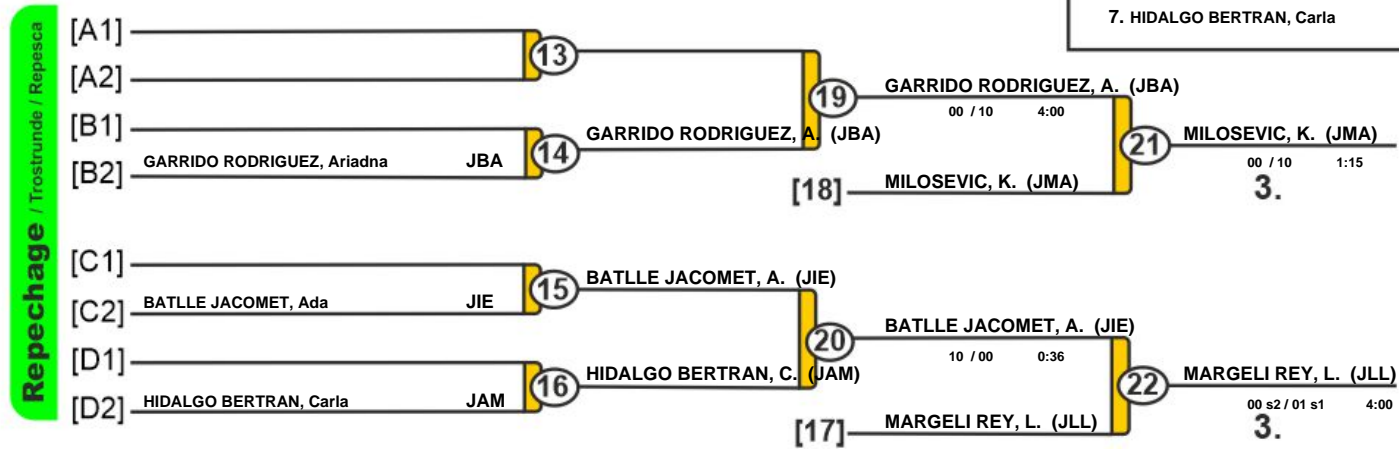 7. HIDALGO BERTRAN, Carla
Repechage / Trostrunde / Repesca
[A1]
13
[A2]
19
GARRIDO RODRIGUEZ, A. (JBA)
00 / 10 4:00
[B1]
GARRIDO RODRIGUEZ, A. (JBA)
14
GARRIDO RODRIGUEZ, Ariadna JBA
[B2]
21
MILOSEVIC, K. (JMA)
00 / 10 1:15
3.
[18]
MILOSEVIC, K. (JMA)
[C1]
15
BATLLE JACOMET, A. (JIE)
BATLLE JACOMET, Ada JIE
[C2]
20
BATLLE JACOMET, A. (JIE)
10 / 00 0:36
[D1]
16
HIDALGO BERTRAN, C. (JAM)
HIDALGO BERTRAN, Carla JAM
[D2]
22
MARGELI REY, L. (JLL)
00 s2 / 01 s1 4:00
3.
[17]
MARGELI REY, L. (JLL)